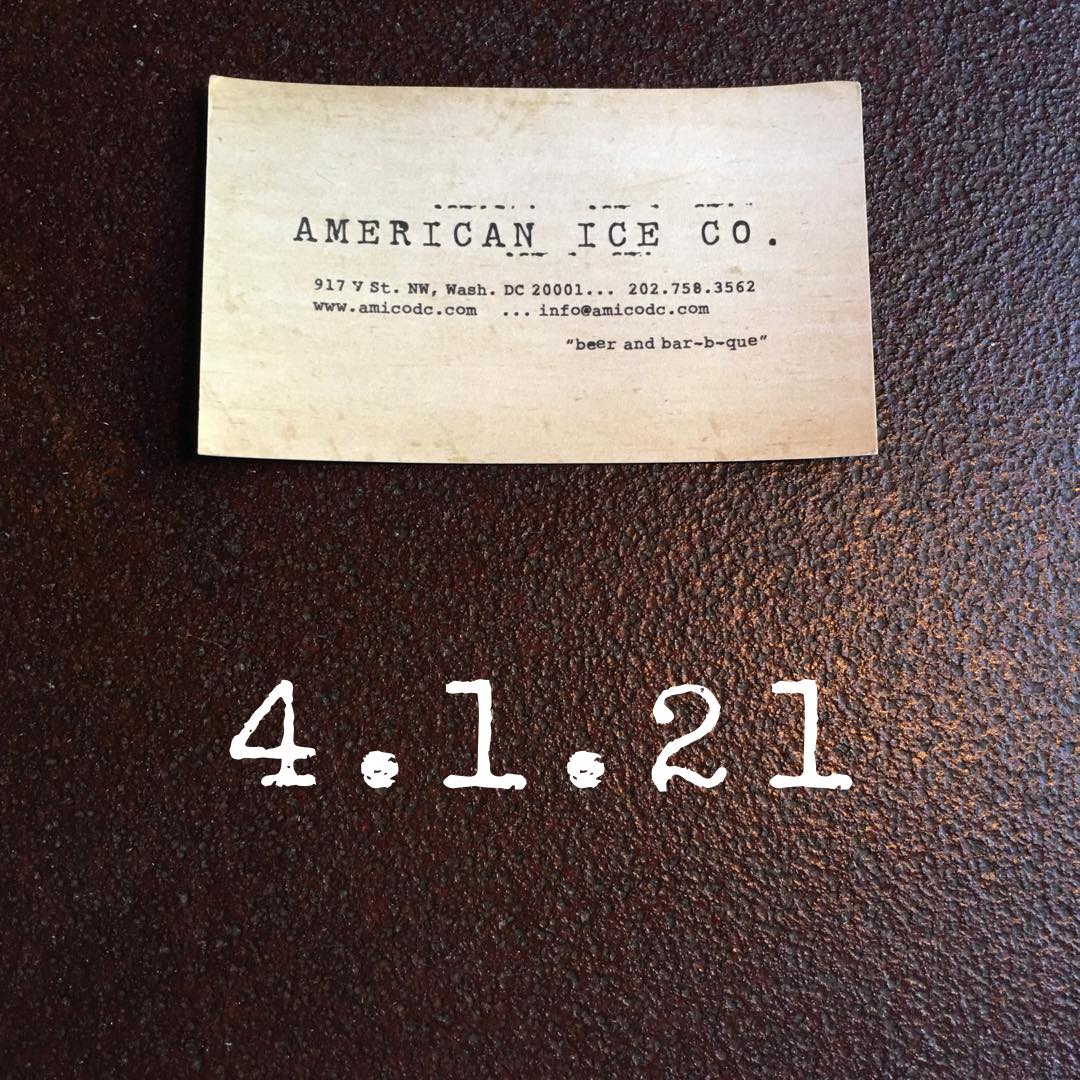 AMERICAN ICE CO.
917 V St. NW, Wash. DC 20001... 202.758.3562
www.amicodc.com ... info@amicodc.com
"beer and bar-b-que"
4.1.21